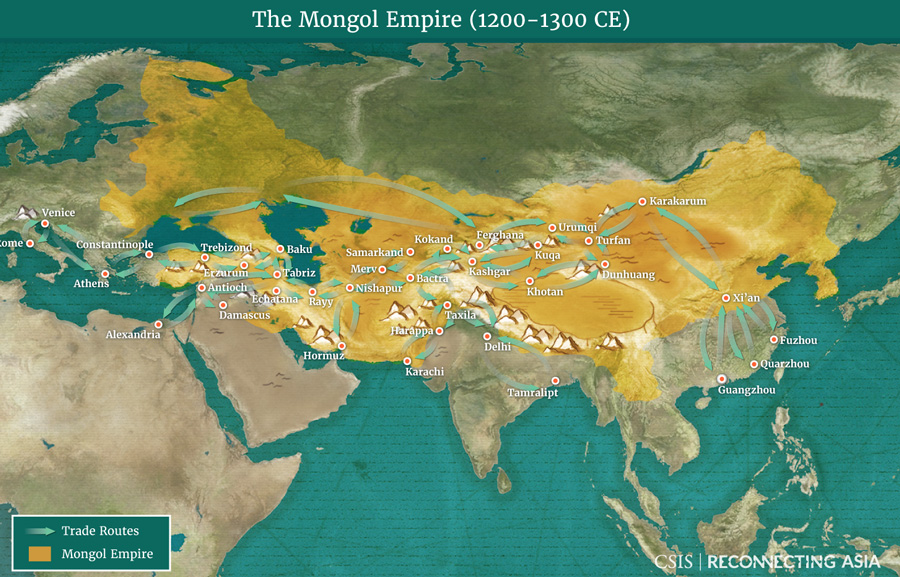 The Mongol Empire (1200-1300 CE)
Venice
ome
Constantinople
Athens
Trebizond
Erzurum
Baku
Tabriz
Antioch
Echatana
Rayy
Damascus
Alexandria
Hormuz
Samarkand
Kokand
Ferghana
Merv
Bactra
Nishapur
Kashgar
Kuqa
Urumqi
Turfan
Karakarum
Dunhuang
Khotan
Taxila
Harappa
Karachi
Delhi
Tamralipt
Xi'an
Fuzhou
Quarzhou
Guangzhou
Trade Routes
Mongol Empire
CSIS | RECONNECTING ASIA